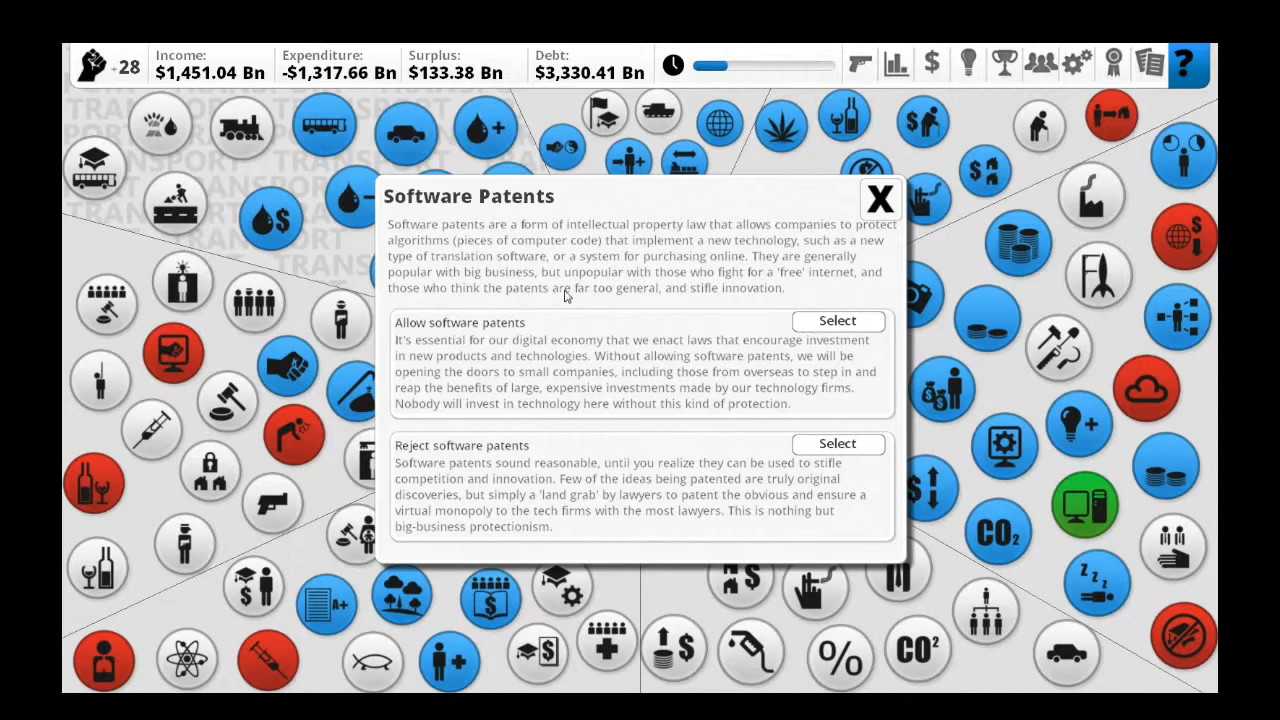 +28
Income:
$1,451.04 Bn
Expenditure:
-$1,317.66 Bn
Surplus:
$133.38 Bn
Debt:
$3,330.41 Bn
?
TRANSPORT
Software Patents
X
Software patents are a form of intellectual property law that allows companies to protect
algorithms (pieces of computer code) that implement a new technology, such as a new
type of translation software, or a system for purchasing online. They are generally
popular with big business, but unpopular with those who fight for a 'free' internet, and
those who think the patents are far too general, and stifle innovation.
Allow software patents
Select
It's essential for our digital economy that we enact laws that encourage investment
in new products and technologies. Without allowing software patents, we will be
opening the doors to small companies, including those from overseas to step in and
reap the benefits of large, expensive investments made by our technology firms.
Nobody will invest in technology here without this kind of protection.
Reject software patents
Select
Software patents sound reasonable, until you realize they can be used to stifle
competition and innovation. Few of the ideas being patented are truly original
discoveries, but simply a 'land grab' by lawyers to patent the obvious and ensure a
virtual monopoly to the tech firms with the most lawyers. This is nothing but
big-business protectionism.
A+
CO₂
Z z z
%
CO²